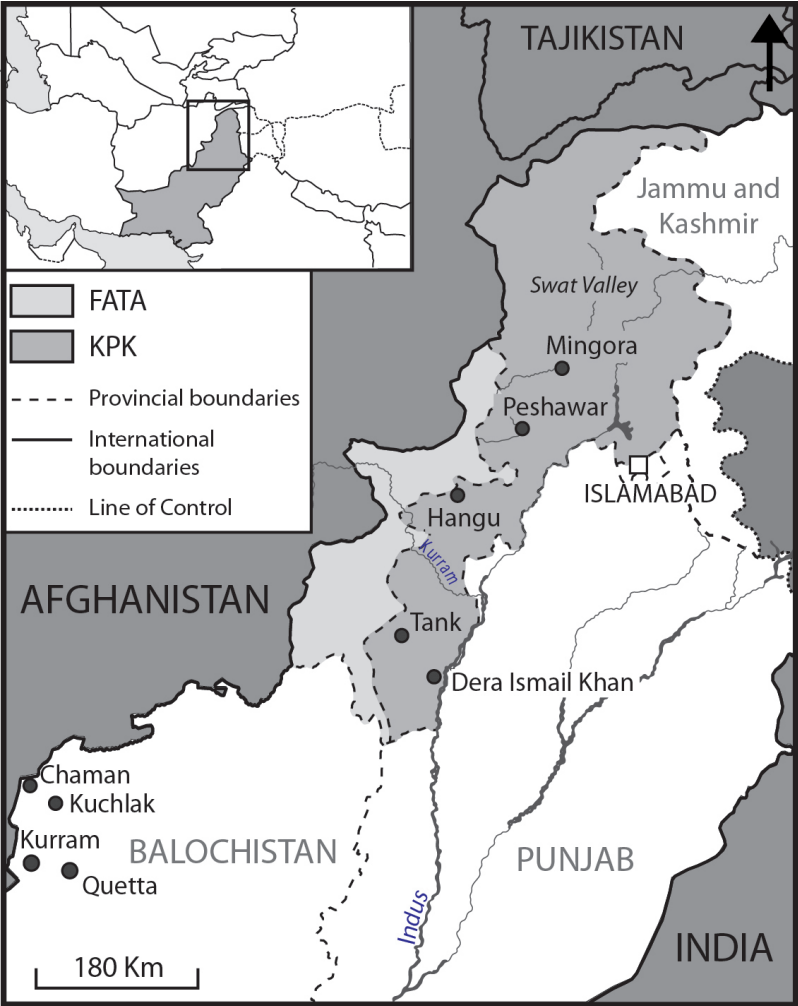 TAJIKISTAN
Jammu and
Kashmir
FATA
KPK
Provincial boundaries
International
boundaries
Line of Control
Swat Valley
Mingora
Peshawar
ISLAMABAD
Hangu
Kurram
AFGHANISTAN
Tank
Dera Ismail Khan
Chaman
Kuchlak
Kurram
Quetta
BALOCHISTAN
PUNJAB
Indus
INDIA
180 Km